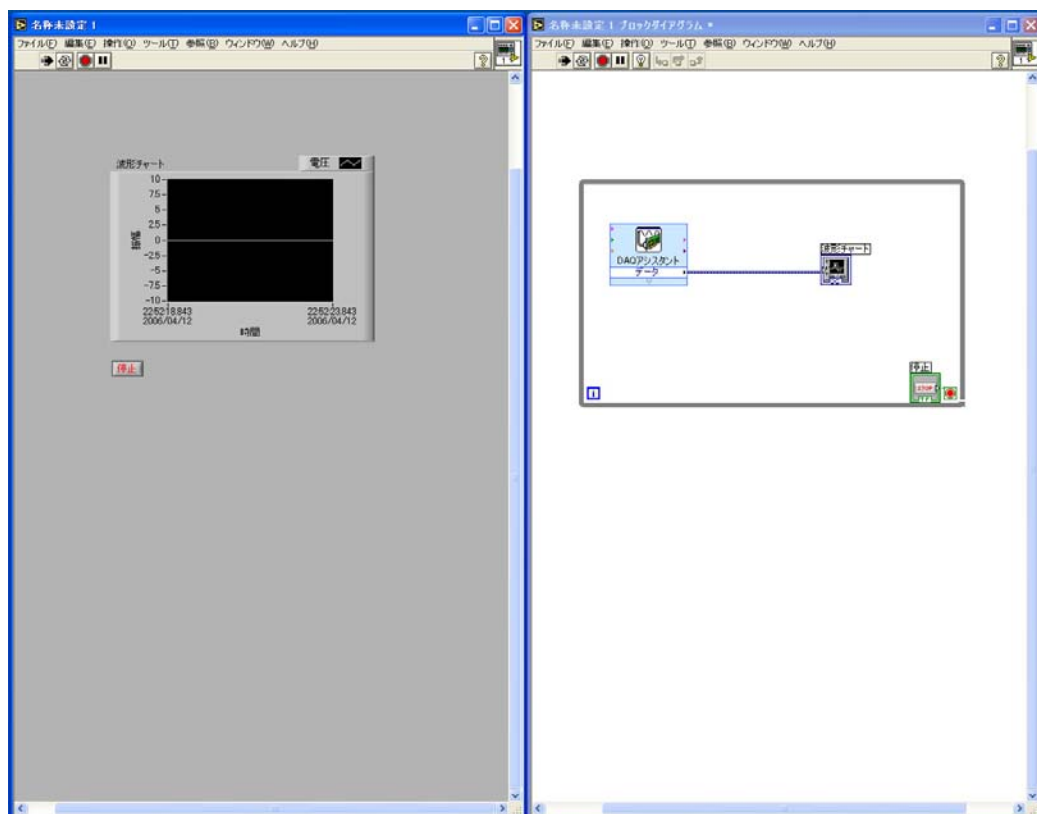 名称未設定 1
ファイル(F) 編集(E) 操作(O) ツール(T) 参照(B) ウィンドウ(W) ヘルプ(H)
1
波形チャート
電圧
10
7.5
5
2.5
0
-2.5
-5
-7.5
-10
振幅
22:52:18.843
2006/04/12
22:52:23.843
2006/04/12
時間
停止
名称未設定 1 ブロックダイアグラム *
ファイル(F) 編集(E) 操作(O) ツール(T) 参照(B) ウィンドウ(W) ヘルプ(H)
1
DAQアシスタント
データ
波形チャート
停止
STOP
i